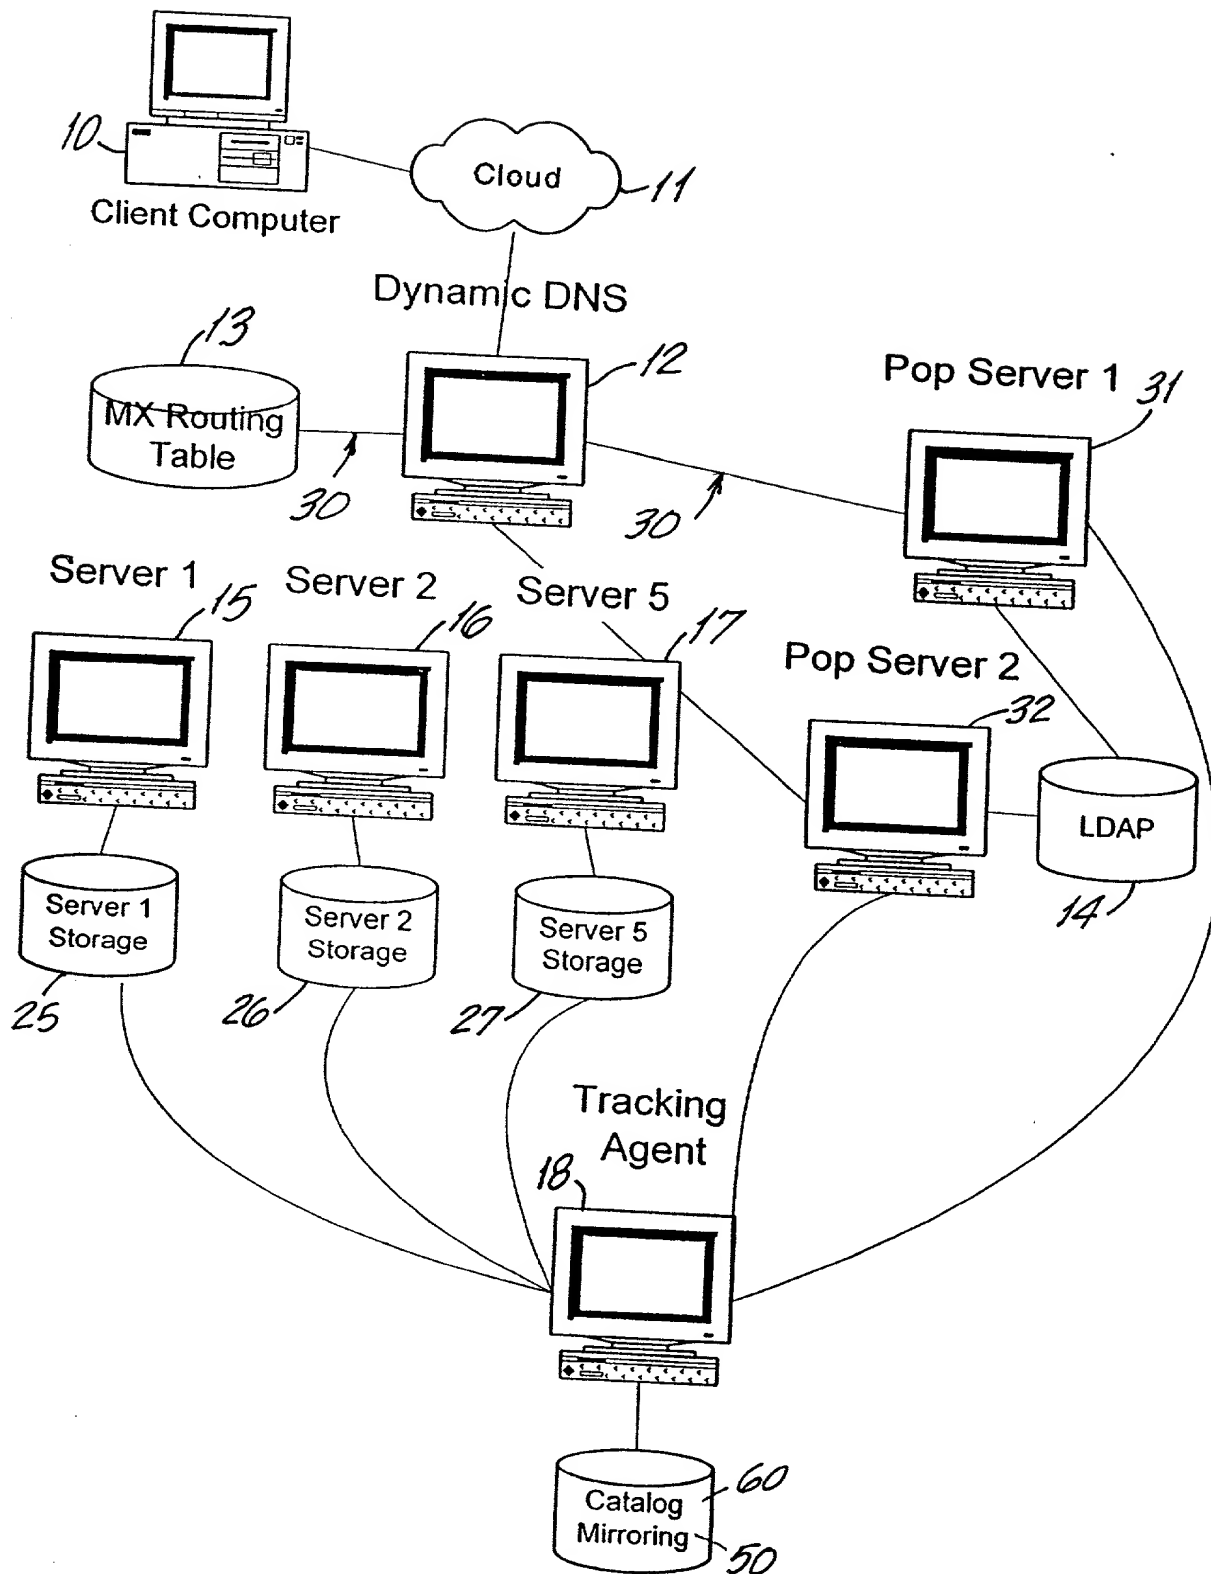 10
Client Computer
Cloud
11
Dynamic DNS
13
MX Routing
Table
12
30
30
Pop Server 1
31
Server 1
15
Server 2
16
Server 5
17
Pop Server 2
32
LDAP
14
Server 1
Storage
25
Server 2
Storage
26
Server 5
Storage
27
Tracking
Agent
18
Catalog
Mirroring
60
50